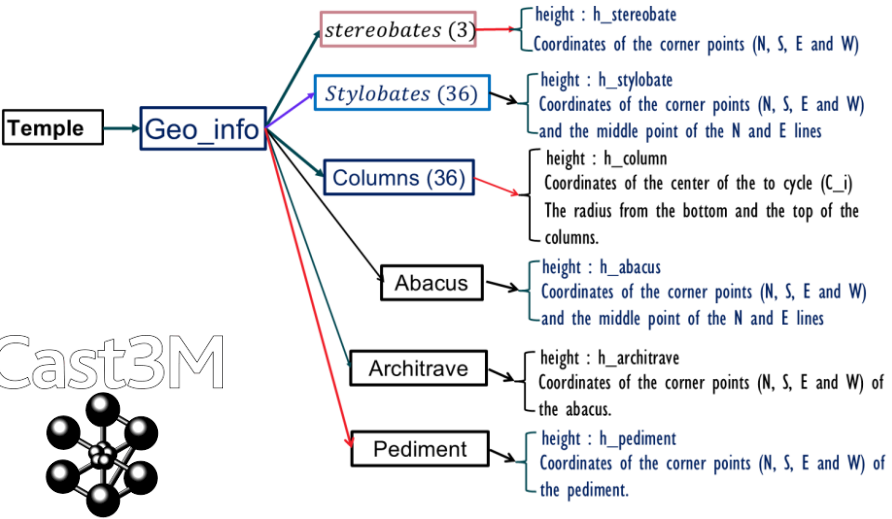 Temple
Geo_info
stereobates (3)
height : h_stereobate
Coordinates of the corner points (N, S, E and W)
Stylobates (36)
height : h_stylobate
Coordinates of the corner points (N, S, E and W)
and the middle point of the N and E lines
Columns (36)
height : h_column
Coordinates of the center of the to cycle (C_i)
The radius from the bottom and the top of the
columns.
Abacus
height : h_abacus
Coordinates of the corner points (N, S, E and W)
and the middle point of the N and E lines
Architrave
height : h_architrave
Coordinates of the corner points (N, S, E and W) of
the abacus.
Pediment
height : h_pediment
Coordinates of the corner points (N, S, E and W) of
the pediment.
Cast3M